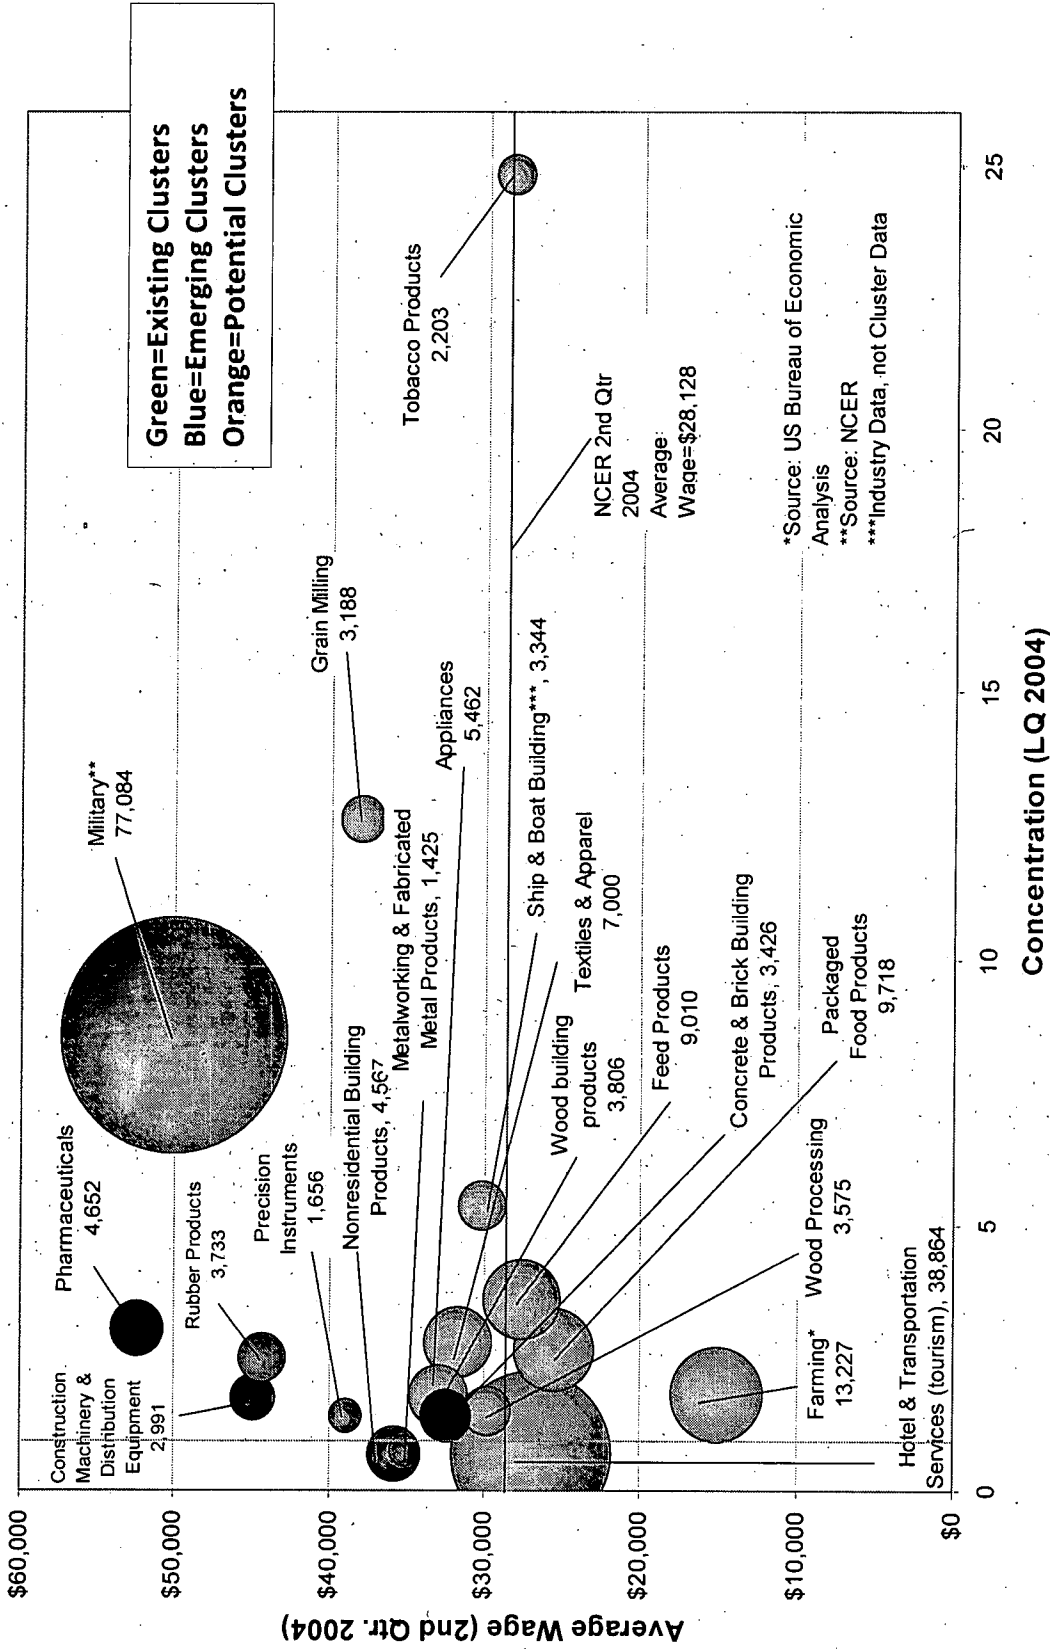 Green=Existing Clusters
Blue=Emerging Clusters
Orange=Potential Clusters
$60,000
$50,000
$40,000
$30,000
$20,000
$10,000
$0
Average Wage (2nd Qtr. 2004)
Construction
Machinery &
Distribution
Equipment
2,991
Pharmaceuticals
4,652
Rubber Products
3,733
Precision
Instruments
1,656
Nonresidential Building
Products, 4,567
Metalworking & Fabricated
Metal Products, 1,425
Military**
77,084
Grain Milling
3,188
Appliances
5,462
Ship & Boat Building***, 3,344
Textiles & Apparel
7,000
Wood building
products
3,806
Feed Products
9,010
Concrete & Brick Building
Products, 3,426
Packaged
Food Products
9,718
Wood Processing
3,575
Farming*
13,227
Hotel & Transportation
Services (tourism), 38,864
Tobacco Products
2,203
NCER 2nd Qtr
2004
Average
Wage=$28,128
*Source: US Bureau of Economic
Analysis
**Source: NCER
***Industry Data, not Cluster Data
0
5
10
15
20
25
Concentration (LQ 2004)